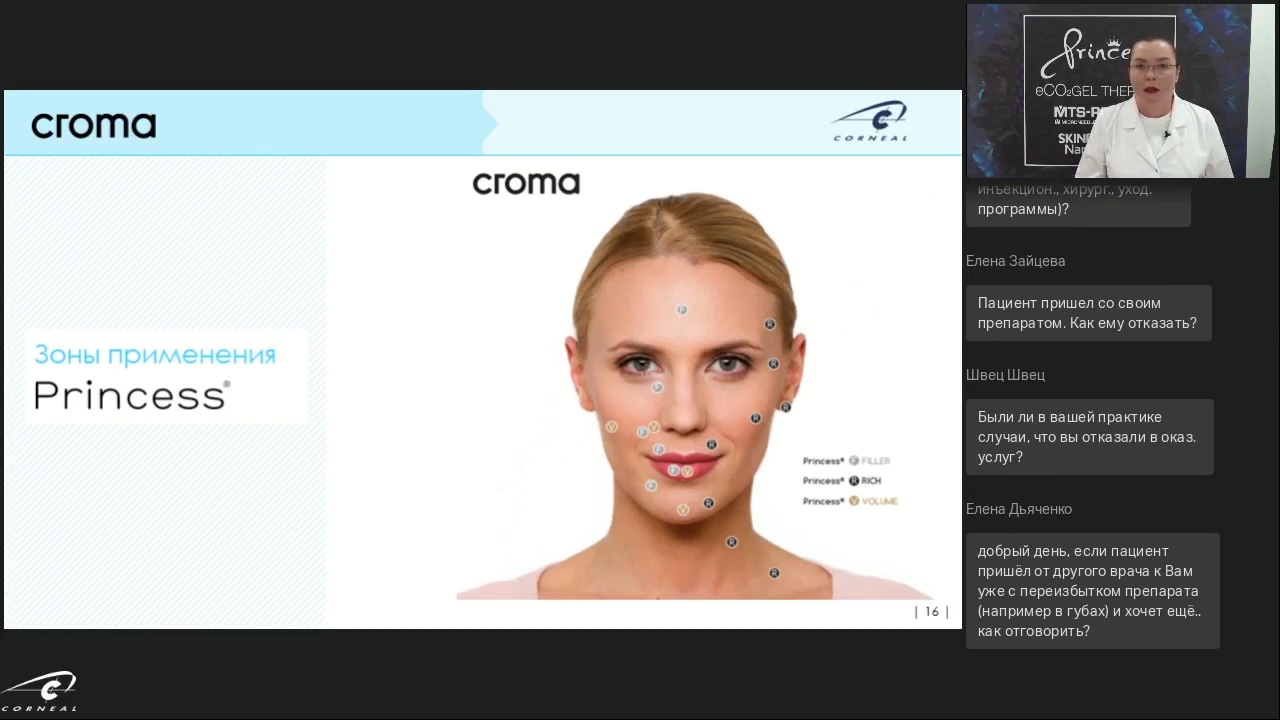 croma
CORNEAL
Зоны применения
Princess®
croma
Princess® F FILLER
Princess® R RICH
Princess® V VOLUME
| 16 |
CORNEAL
eCO₂GEL THER
SKIN
инъекцион., хирург., уход.
программы)?
Елена Зайцева
Пациент пришел со своим
препаратом. Как ему отказать?
Швец Швец
Были ли в вашей практике
случаи, что вы отказали в оказ.
услуг?
Елена Дьяченко
добрый день, если пациент
пришёл от другого врача к Вам
уже с переизбытком препарата
(например в губах) и хочет ещё..
как отговорить?